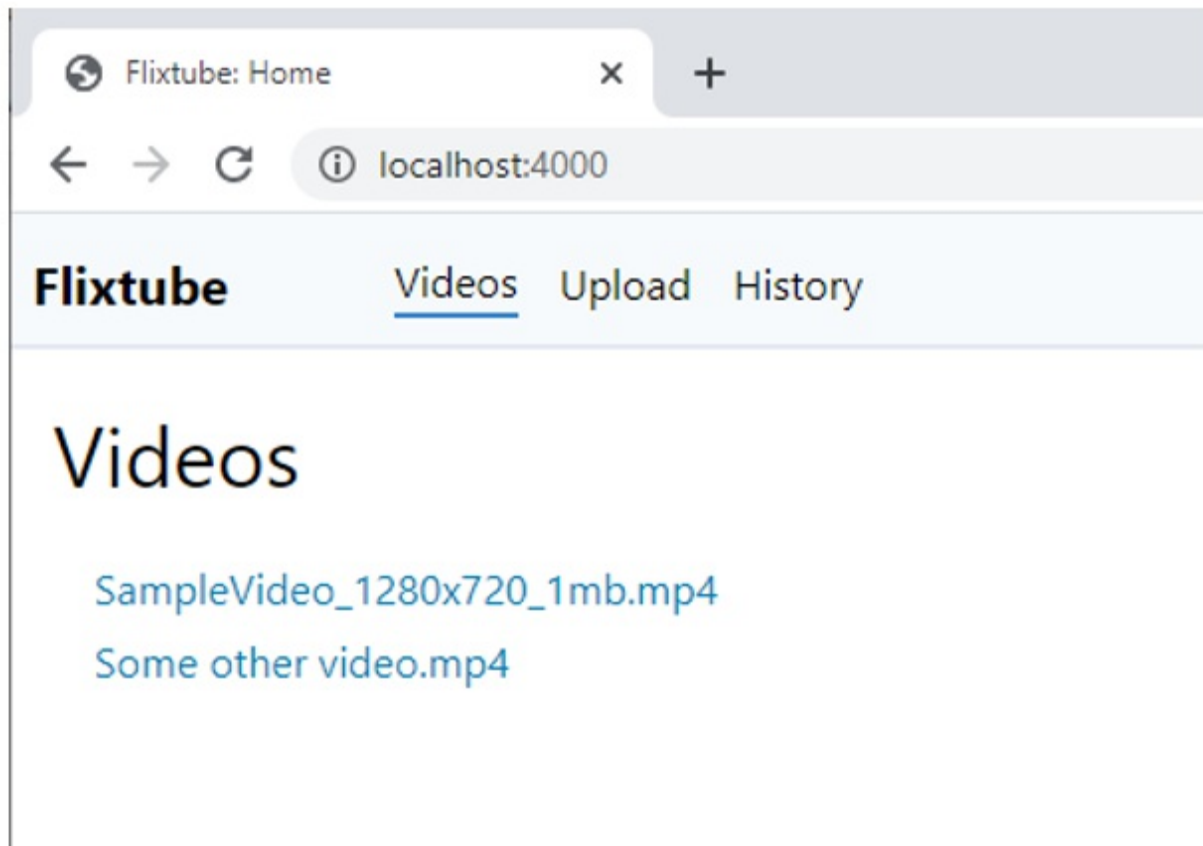 Flixtube: Home
localhost:4000
Flixtube Videos Upload History
Videos
SampleVideo_1280x720_1mb.mp4
Some other video.mp4